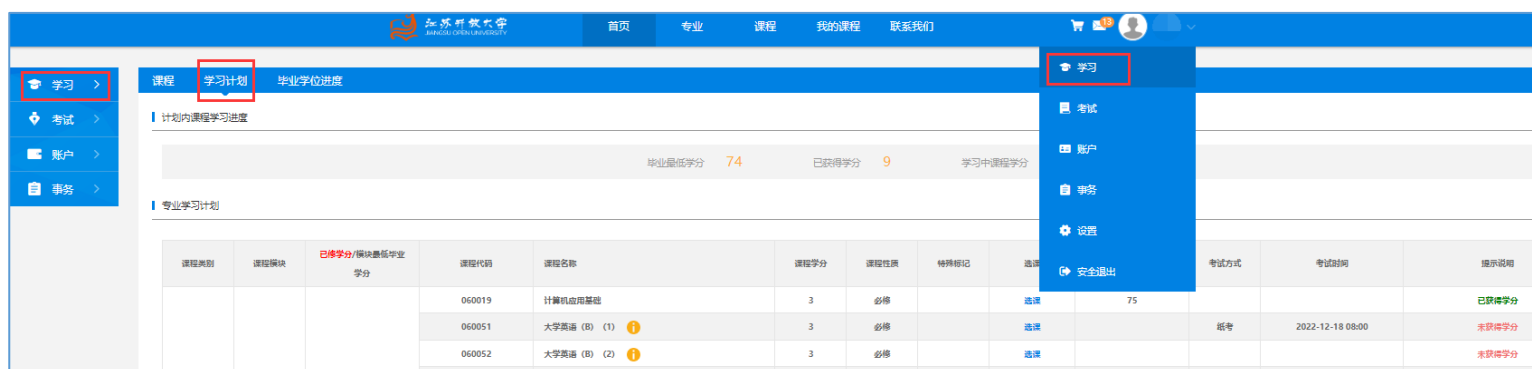 江苏开放大学
JIANGSU OPEN UNIVERSITY
首页 专业 课程 我的课程 联系我们
13
学习
考试
账户
事务
课程 学习计划 毕业学位进度
计划内课程学习进度
毕业最低学分 74 已获得学分 9 学习中课程学分
专业学习计划
学习
考试
账户
事务
设置
安全退出
课程类别 课程模块 已修学分/模块最低毕业学分 课程代码 课程名称 课程学分 课程性质 特殊标记 考试方式 考试时间 提示说明
060019 计算机应用基础 3 必修 选课 75 已获得学分
060051 大学英语（B）（1） 3 必修 选课 纸考 2022-12-18 08:00 未获得学分
060052 大学英语（B）（2） 3 必修 选课 未获得学分